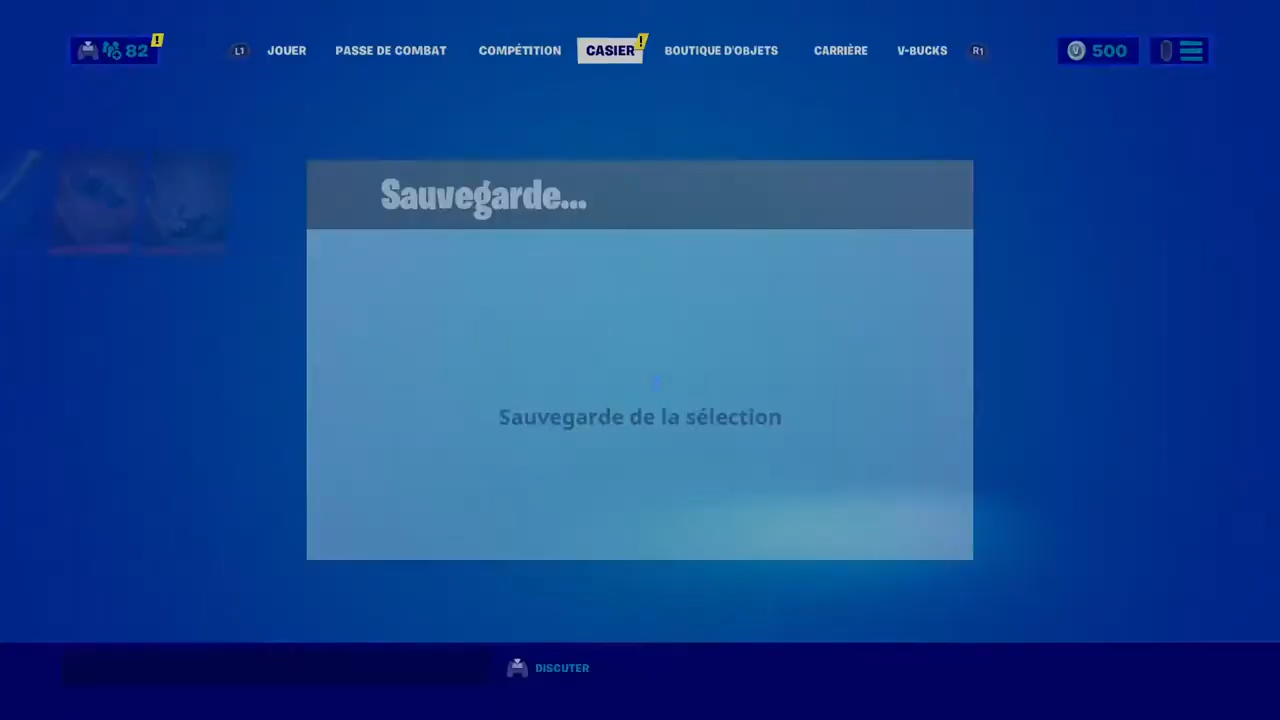 82
!
L1
JOUER
PASSE DE COMBAT
COMPÉTITION
CASIER
!
BOUTIQUE D'OBJETS
CARRIÈRE
V-BUCKS
R1
500
Sauvegarde...
Sauvegarde de la sélection
DISCUTER